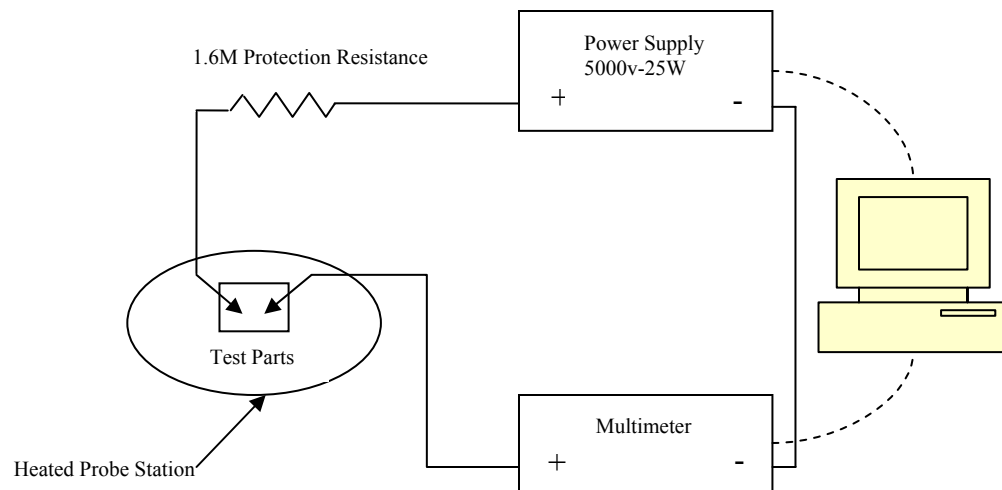 1.6M Protection Resistance
Power Supply
5000v-25W
+ -
Test Parts
Heated Probe Station
Multimeter
+ -